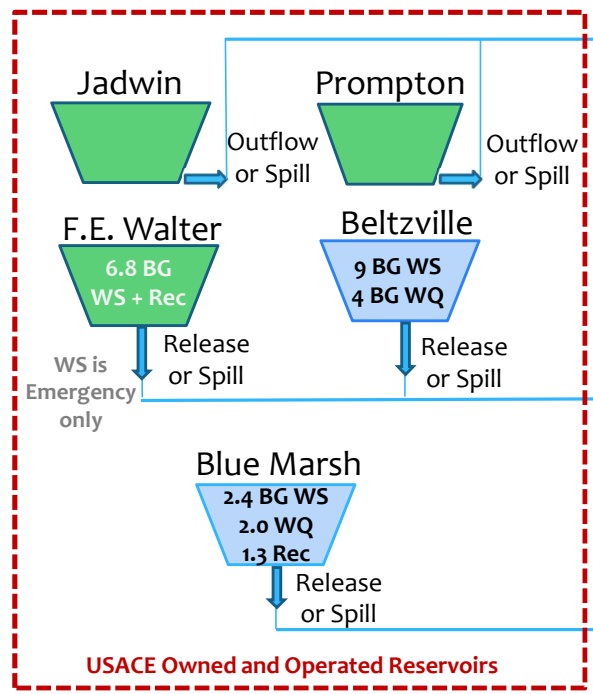 Jadwin
Prompton
Outflow
or Spill
Outflow
or Spill
F.E. Walter
Beltzville
6.8 BG
WS + Rec
9 BG WS
4 BG WQ
Release
or Spill
Release
or Spill
WS is
Emergency
only
Blue Marsh
2.4 BG WS
2.0 WQ
1.3 Rec
Release
or Spill
USACE Owned and Operated Reservoirs